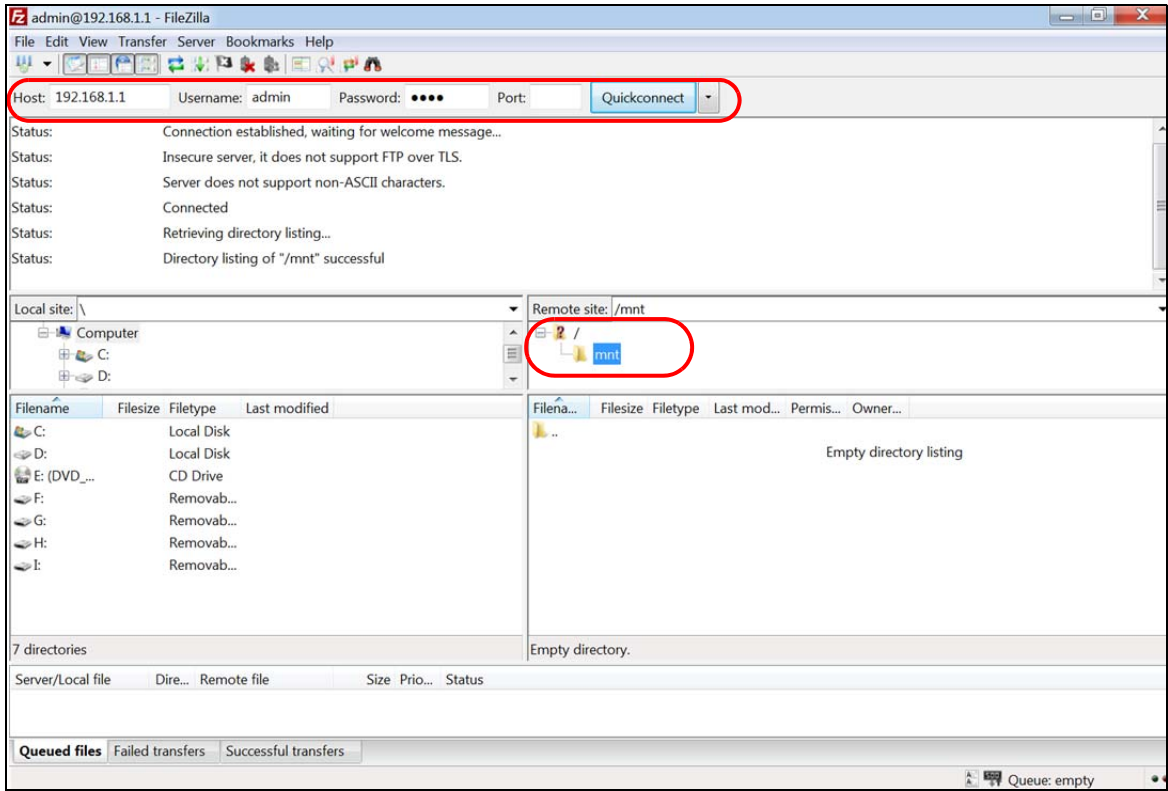 admin@192.168.1.1 - FileZilla
File Edit View Transfer Server Bookmarks Help
Host: 192.168.1.1 Username: admin Password: •••• Port: Quickconnect
Status: Connection established, waiting for welcome message...
Status: Insecure server, it does not support FTP over TLS.
Status: Server does not support non-ASCII characters.
Status: Connected
Status: Retrieving directory listing...
Status: Directory listing of "/mnt" successful
Local site: \
Computer
C:
D:
Remote site: /mnt
/
mnt
Filename Filesize Filetype Last modified
C: Local Disk
D: Local Disk
E: (DVD_... CD Drive
F: Removab...
G: Removab...
H: Removab...
I: Removab...
7 directories
Filena... Filesize Filetype Last mod... Permis... Owner...
..
Empty directory listing
Empty directory.
Server/Local file Dire... Remote file Size Prio... Status
Queued files Failed transfers Successful transfers
Queue: empty